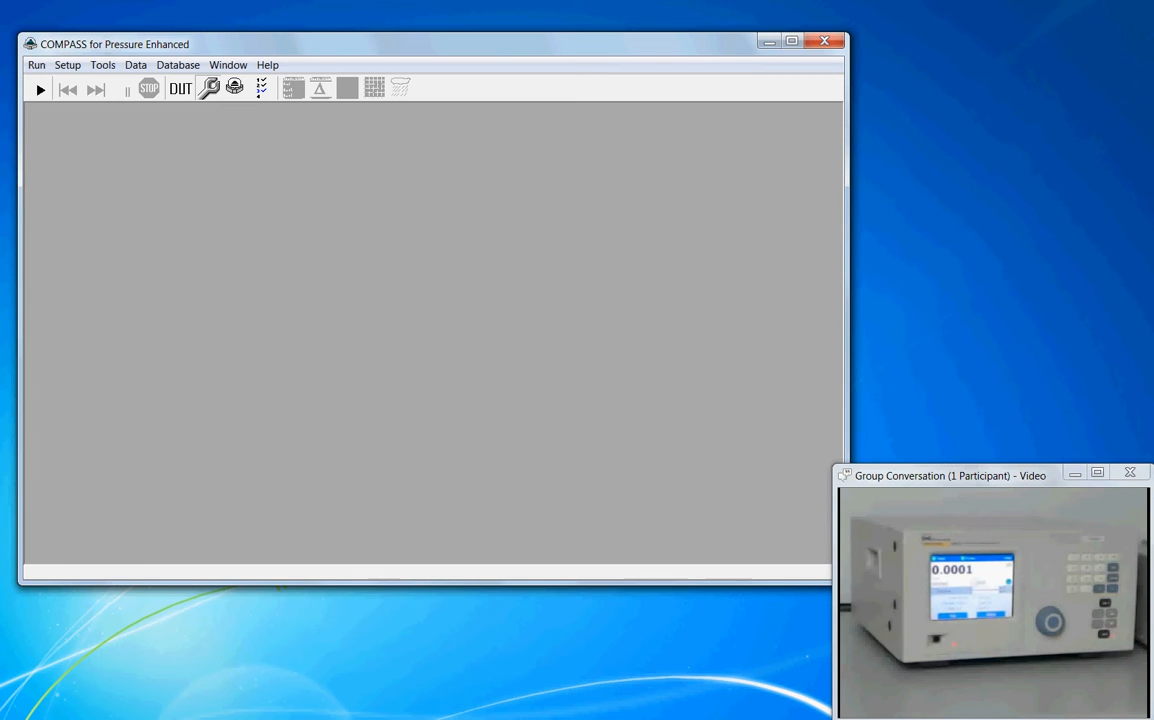 COMPASS for Pressure Enhanced
Run Setup Tools Data Database Window Help
STOP DUT
Group Conversation (1 Participant) - Video
0.0001